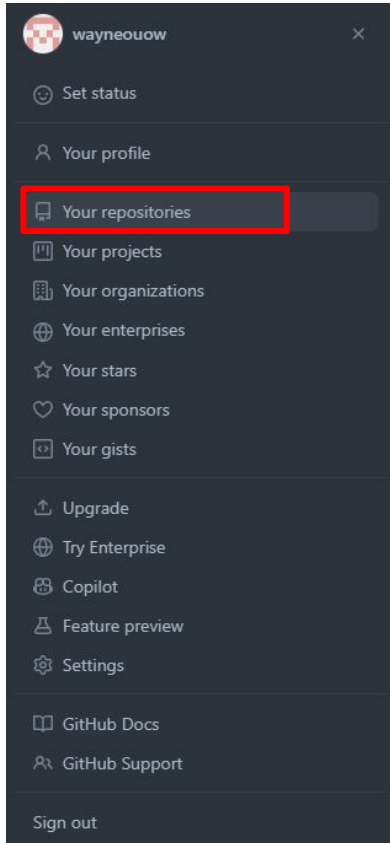 wayneouow
Set status
Your profile
Your repositories
Your projects
Your organizations
Your enterprises
Your stars
Your sponsors
Your gists
Upgrade
Try Enterprise
Copilot
Feature preview
Settings
GitHub Docs
GitHub Support
Sign out